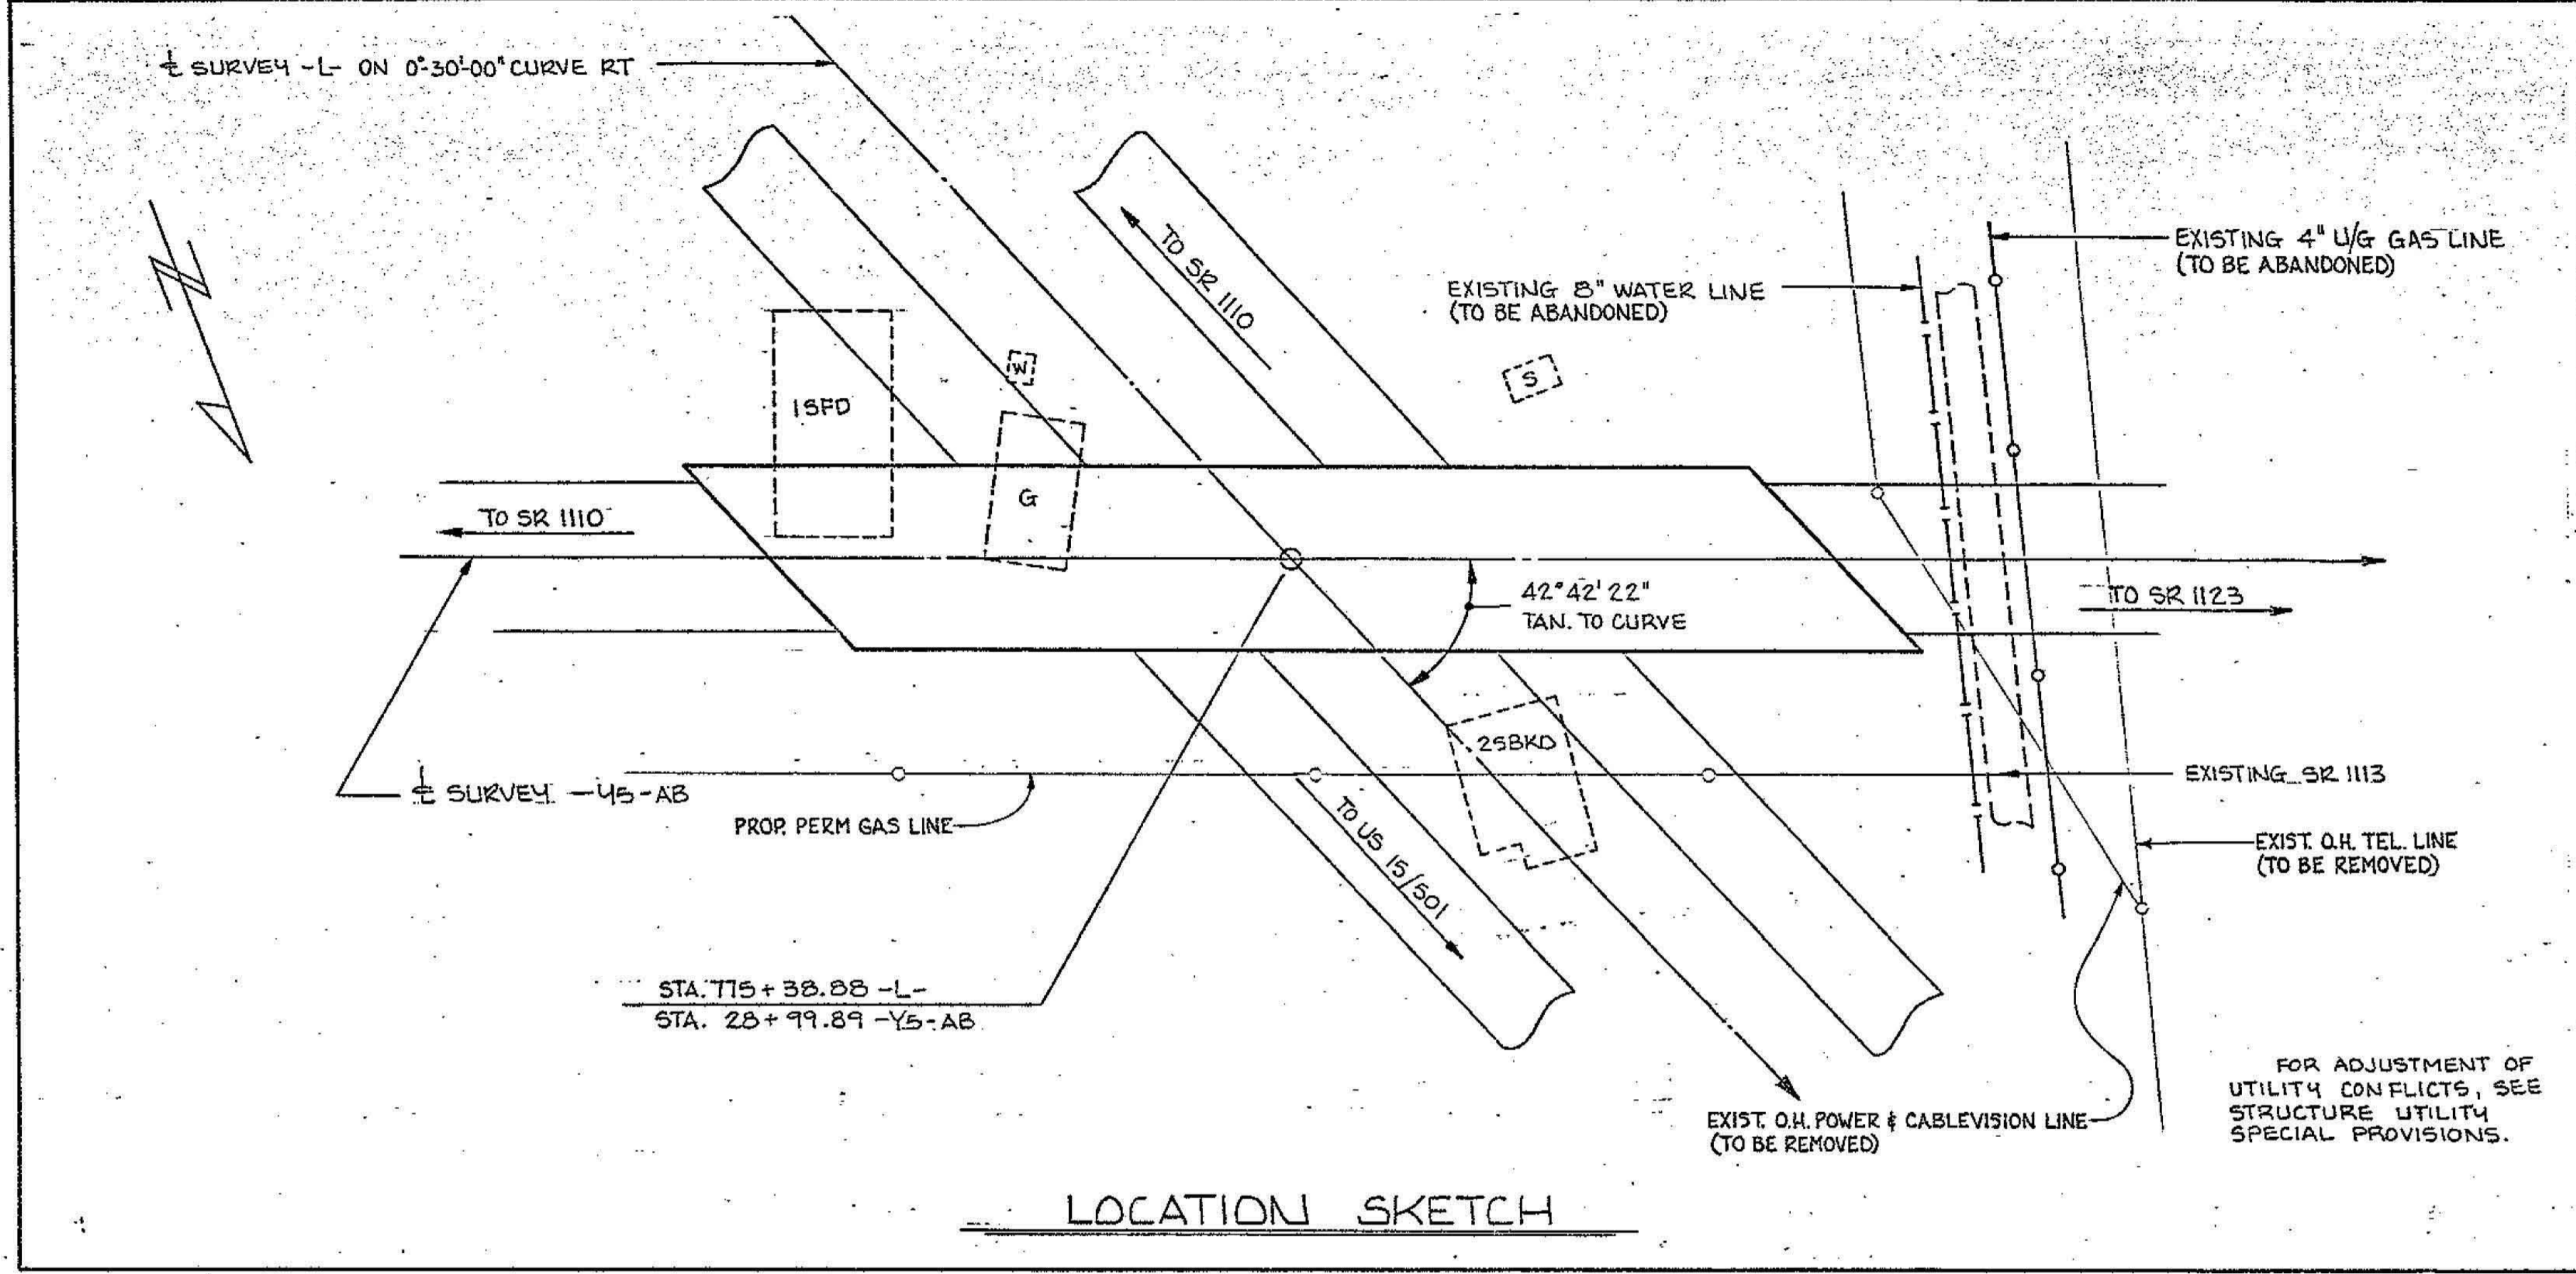 ℄ SURVEY -L- ON 0°-30'-00" CURVE RT
TO SR 1110
EXISTING 4" U/G GAS LINE
(TO BE ABANDONED)
EXISTING 8" WATER LINE
(TO BE ABANDONED)
W
1SFD
S
G
TO SR 1110
42°42'22"
TAN. TO CURVE
TO SR 1123
2SBKD
℄ SURVEY -Y5-AB
PROP. PERM GAS LINE
EXISTING SR 1113
TO US 15/501
EXIST. O.H. TEL. LINE
(TO BE REMOVED)
STA. 775+38.88 -L-
STA. 28+99.89 -Y5-AB
EXIST. O.H. POWER & CABLEVISION LINE
(TO BE REMOVED)
FOR ADJUSTMENT OF
UTILITY CONFLICTS, SEE
STRUCTURE UTILITY
SPECIAL PROVISIONS.
LOCATION SKETCH